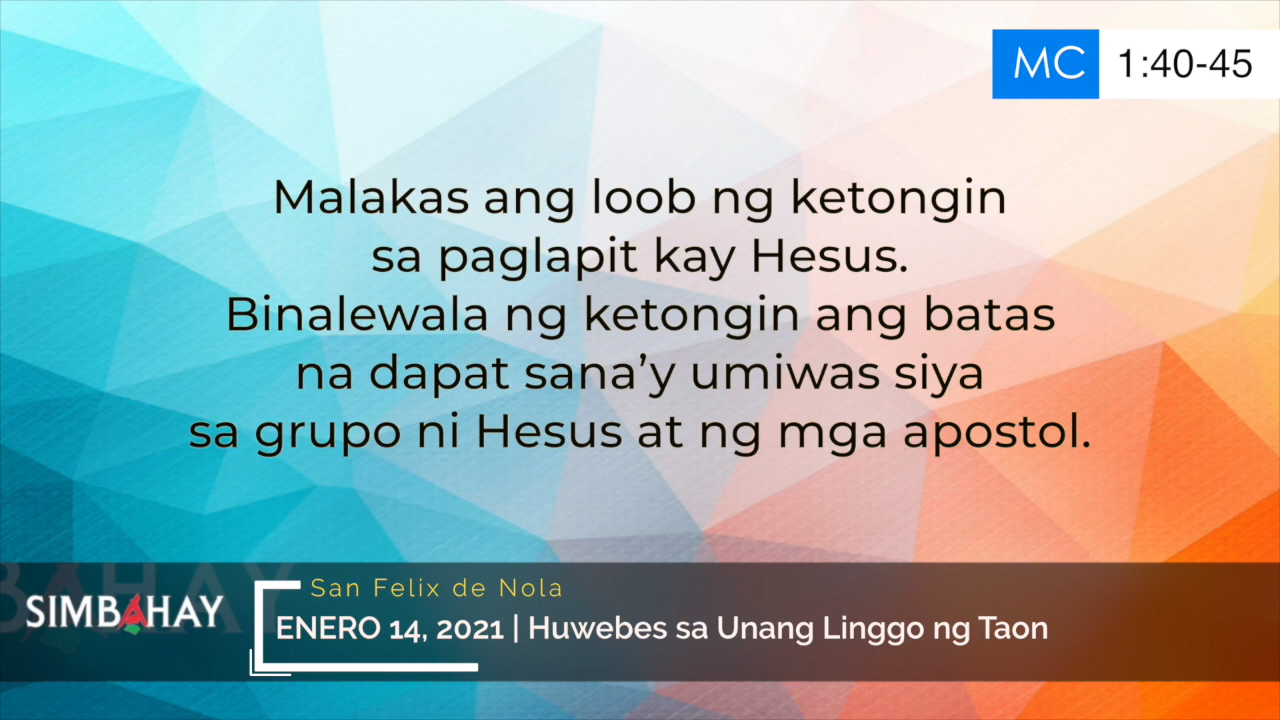 MC 1:40-45
Malakas ang loob ng ketongin
sa paglapit kay Hesus.
Binalewala ng ketongin ang batas
na dapat sana’y umiwas siya
sa grupo ni Hesus at ng mga apostol.
San Felix de Nola
SIMBAHAY
ENERO 14, 2021 | Huwebes sa Unang Linggo ng Taon